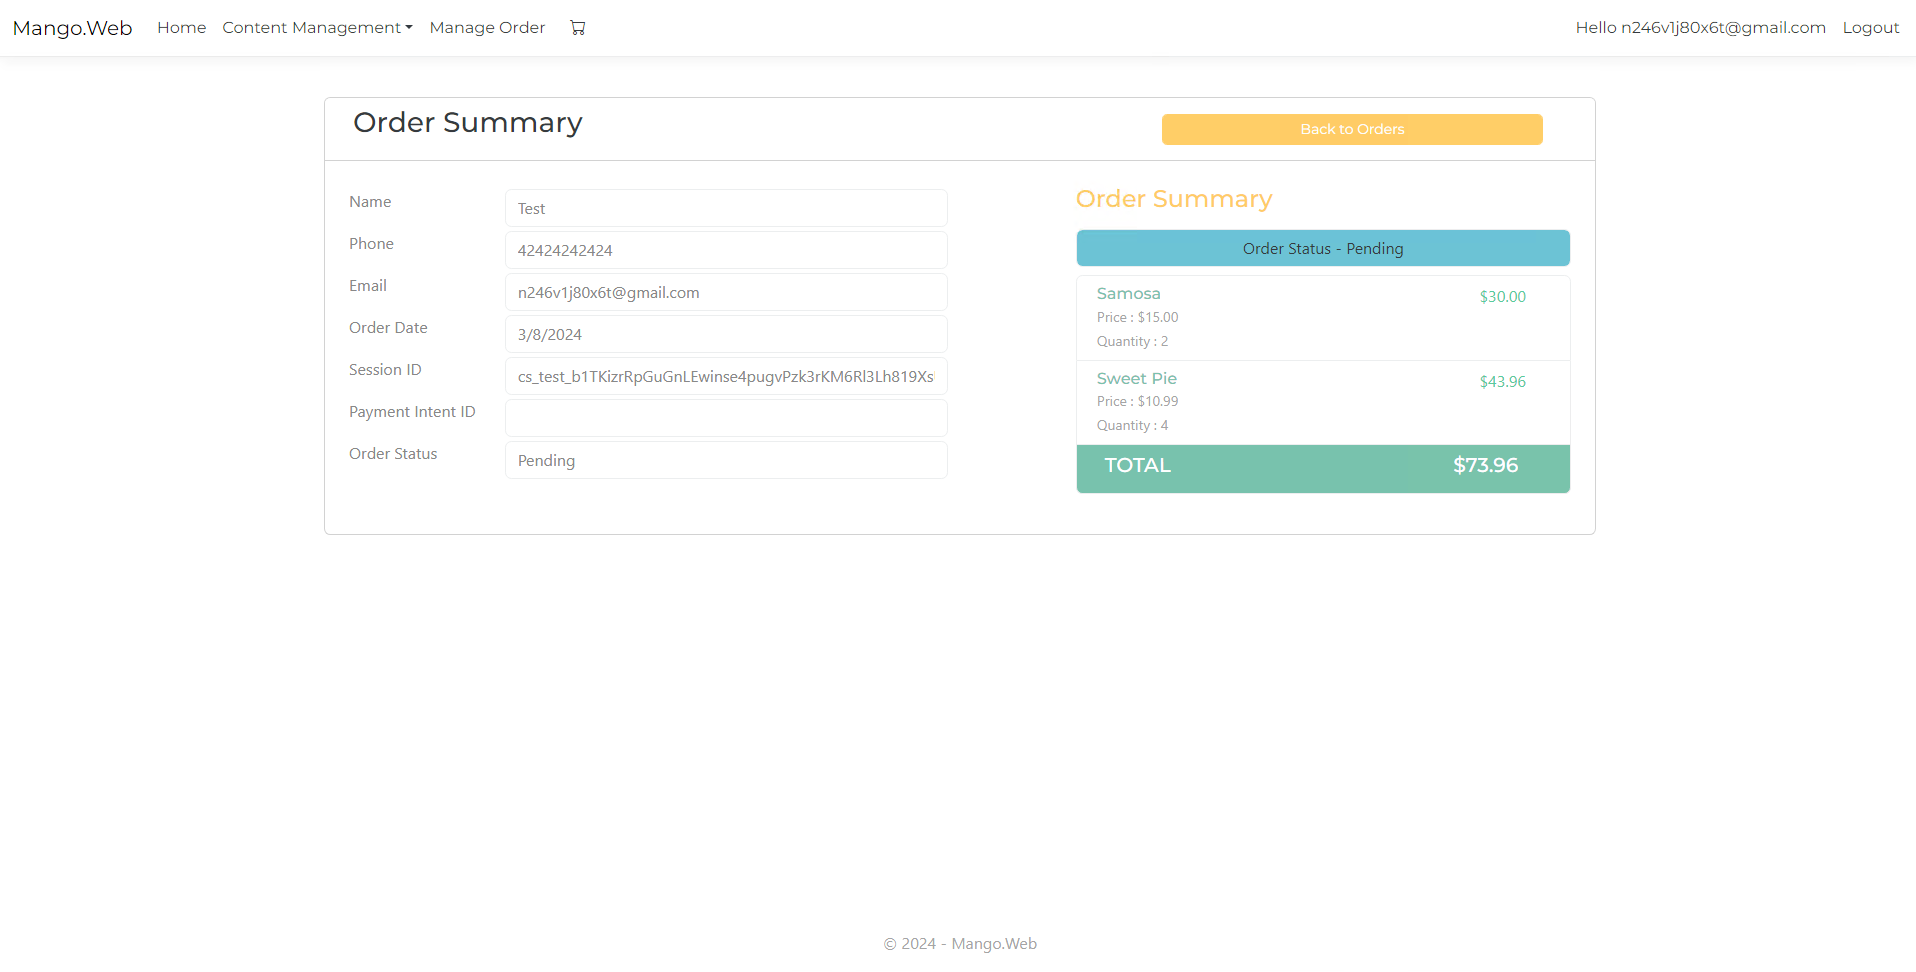 Mango.Web Home Content Management Manage Order Hello n246v1j80x6t@gmail.com Logout
Order Summary Back to Orders
Name Test
Phone 42424242424
Email n246v1j80x6t@gmail.com
Order Date 3/8/2024
Session ID cs_test_b1TKizrRpGuGnLEwinse4pugvPzk3rKM6Rl3Lh819Xs
Payment Intent ID
Order Status Pending
Order Summary
Order Status - Pending
Samosa $30.00
Price : $15.00
Quantity : 2
Sweet Pie $43.96
Price : $10.99
Quantity : 4
TOTAL $73.96
© 2024 - Mango.Web